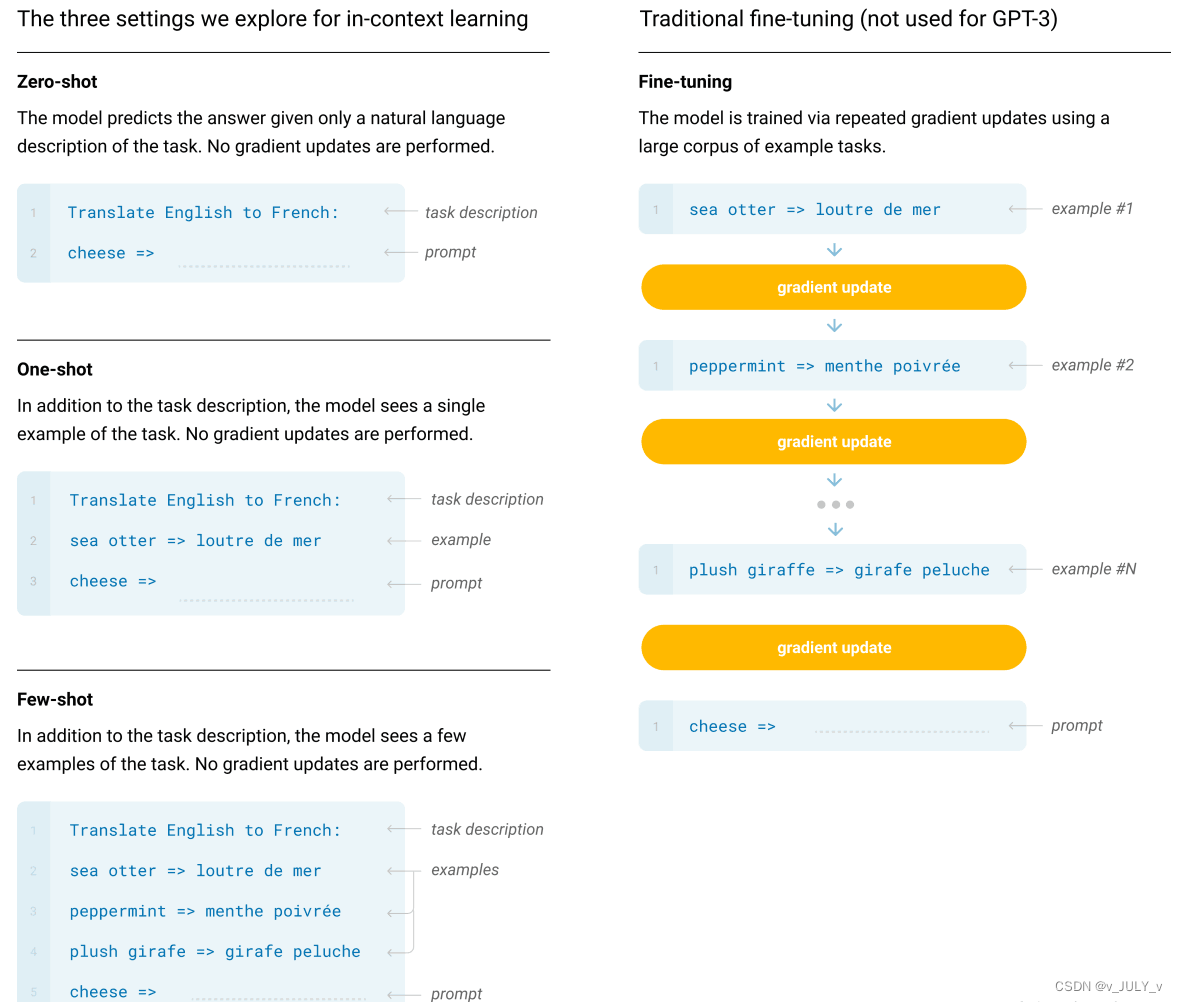 The three settings we explore for in-context learning
Zero-shot
The model predicts the answer given only a natural language
description of the task. No gradient updates are performed.
1 Translate English to French: task description
2 cheese => prompt
One-shot
In addition to the task description, the model sees a single
example of the task. No gradient updates are performed.
1 Translate English to French: task description
2 sea otter => loutre de mer example
3 cheese => prompt
Few-shot
In addition to the task description, the model sees a few
examples of the task. No gradient updates are performed.
1 Translate English to French: task description
2 sea otter => loutre de mer examples
3 peppermint => menthe poivrée
4 plush girafe => girafe peluche
5 cheese => prompt
Traditional fine-tuning (not used for GPT-3)
Fine-tuning
The model is trained via repeated gradient updates using a
large corpus of example tasks.
1 sea otter => loutre de mer example #1
gradient update
1 peppermint => menthe poivrée example #2
gradient update
1 plush giraffe => girafe peluche example #N
gradient update
1 cheese => prompt
CSDN @v_JULY_v